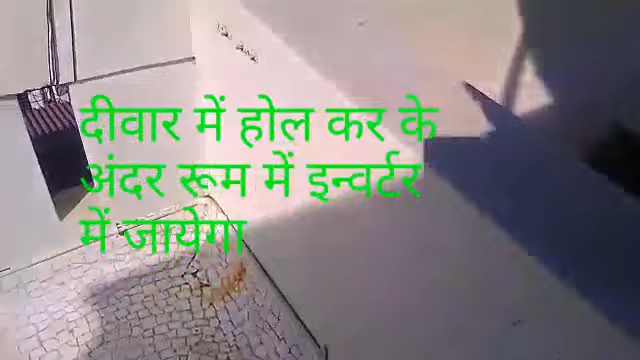 दीवार में होल कर के
अंदर रूम में इन्वर्टर
में जायेगा